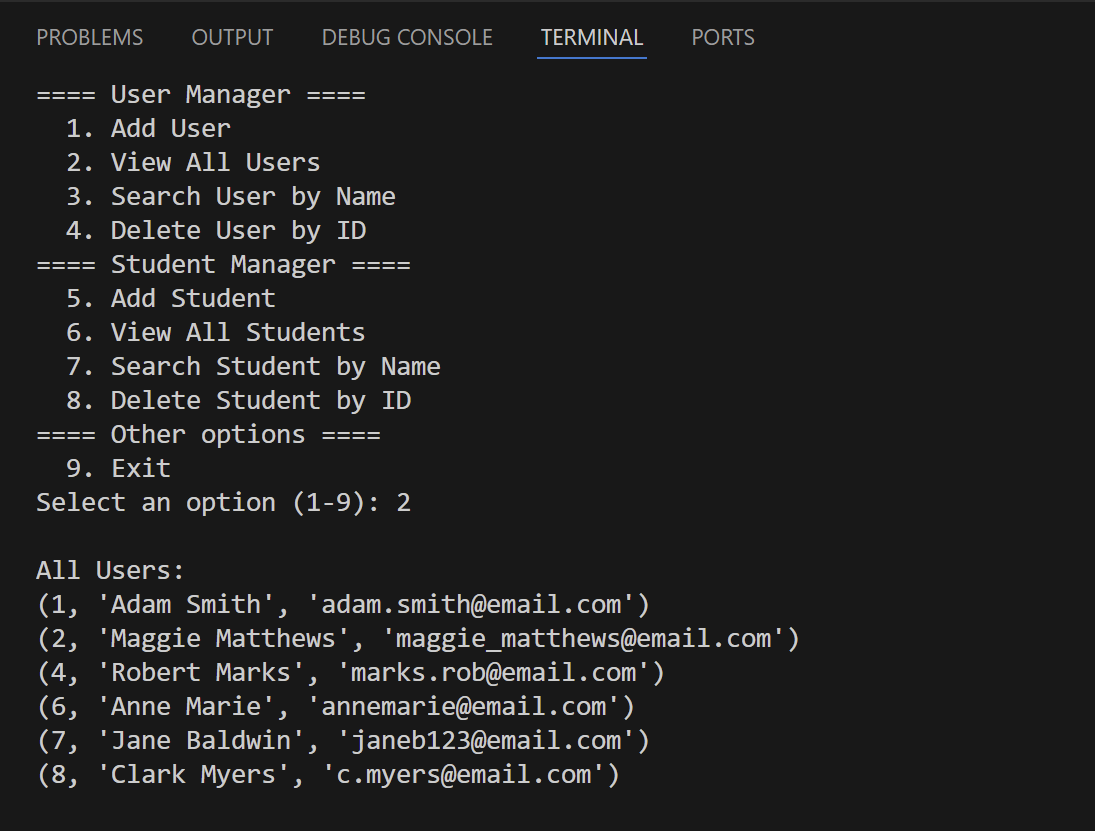 PROBLEMS OUTPUT DEBUG CONSOLE TERMINAL PORTS
==== User Manager ====
  1. Add User
  2. View All Users
  3. Search User by Name
  4. Delete User by ID
==== Student Manager ====
  5. Add Student
  6. View All Students
  7. Search Student by Name
  8. Delete Student by ID
==== Other options ====
  9. Exit
Select an option (1-9): 2

All Users:
(1, 'Adam Smith', 'adam.smith@email.com')
(2, 'Maggie Matthews', 'maggie_matthews@email.com')
(4, 'Robert Marks', 'marks.rob@email.com')
(6, 'Anne Marie', 'annemarie@email.com')
(7, 'Jane Baldwin', 'janeb123@email.com')
(8, 'Clark Myers', 'c.myers@email.com')